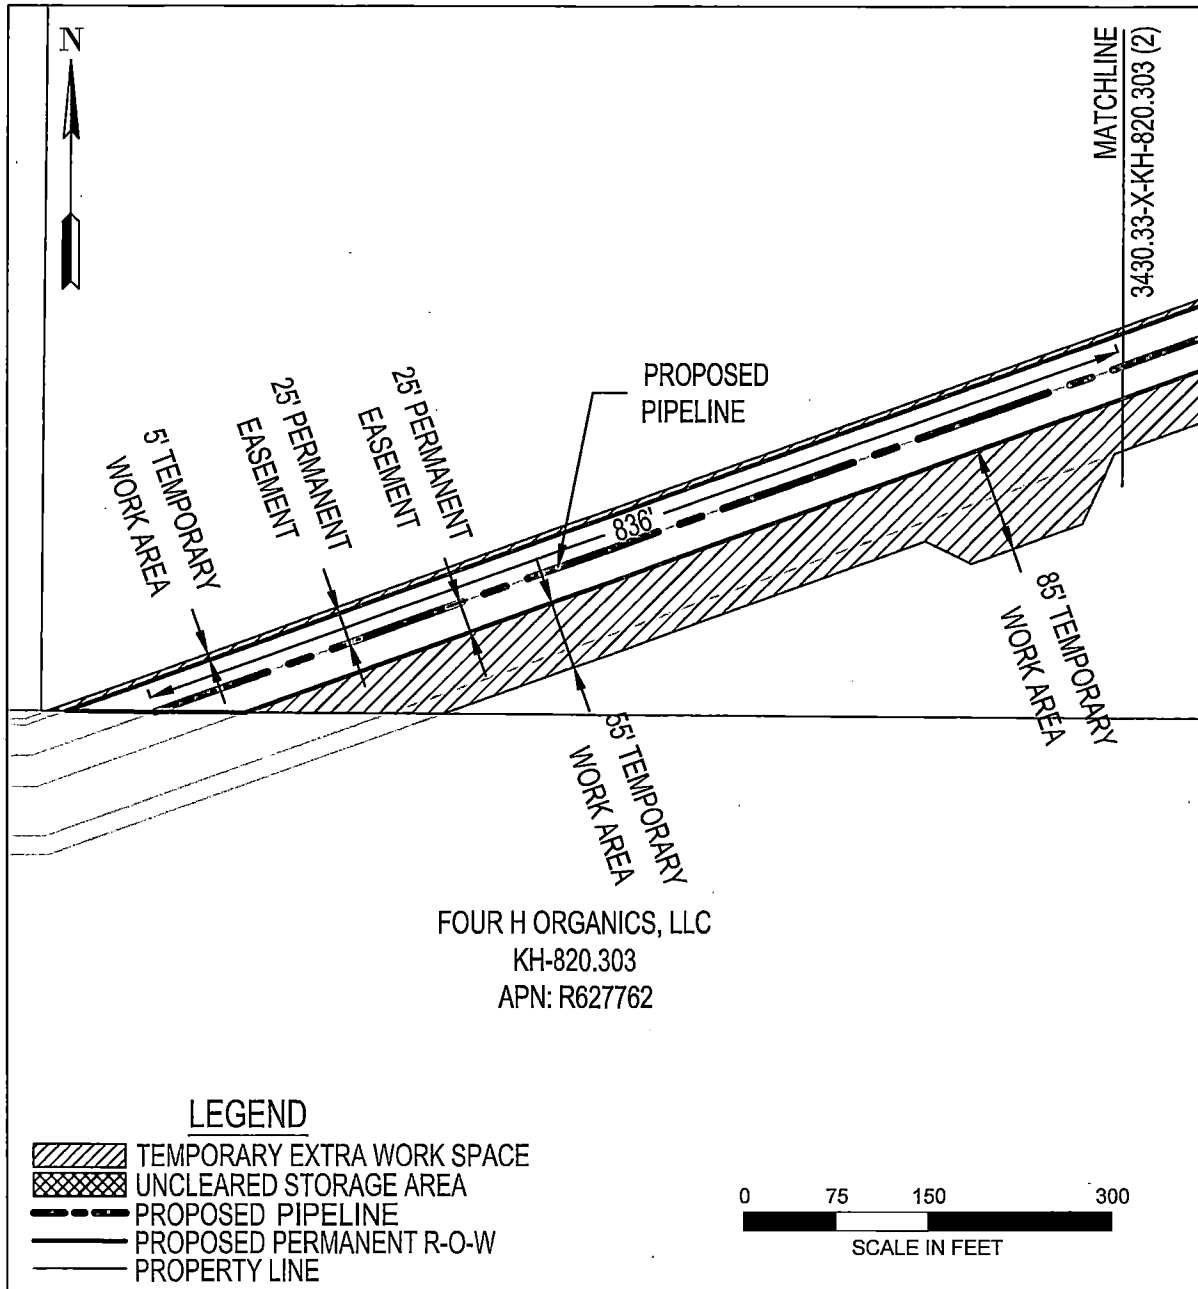 N
MATCHLINE
3430.33-X-KH-820.303 (2)
PROPOSED
PIPELINE
25' PERMANENT
EASEMENT
25' PERMANENT
EASEMENT
5' TEMPORARY
WORK AREA
836'
85' TEMPORARY
WORK AREA
55' TEMPORARY
WORK AREA
FOUR H ORGANICS, LLC
KH-820.303
APN: R627762
LEGEND
TEMPORARY EXTRA WORK SPACE
UNCLEARED STORAGE AREA
PROPOSED PIPELINE
PROPOSED PERMANENT R-O-W
PROPERTY LINE
0 75 150 300
SCALE IN FEET